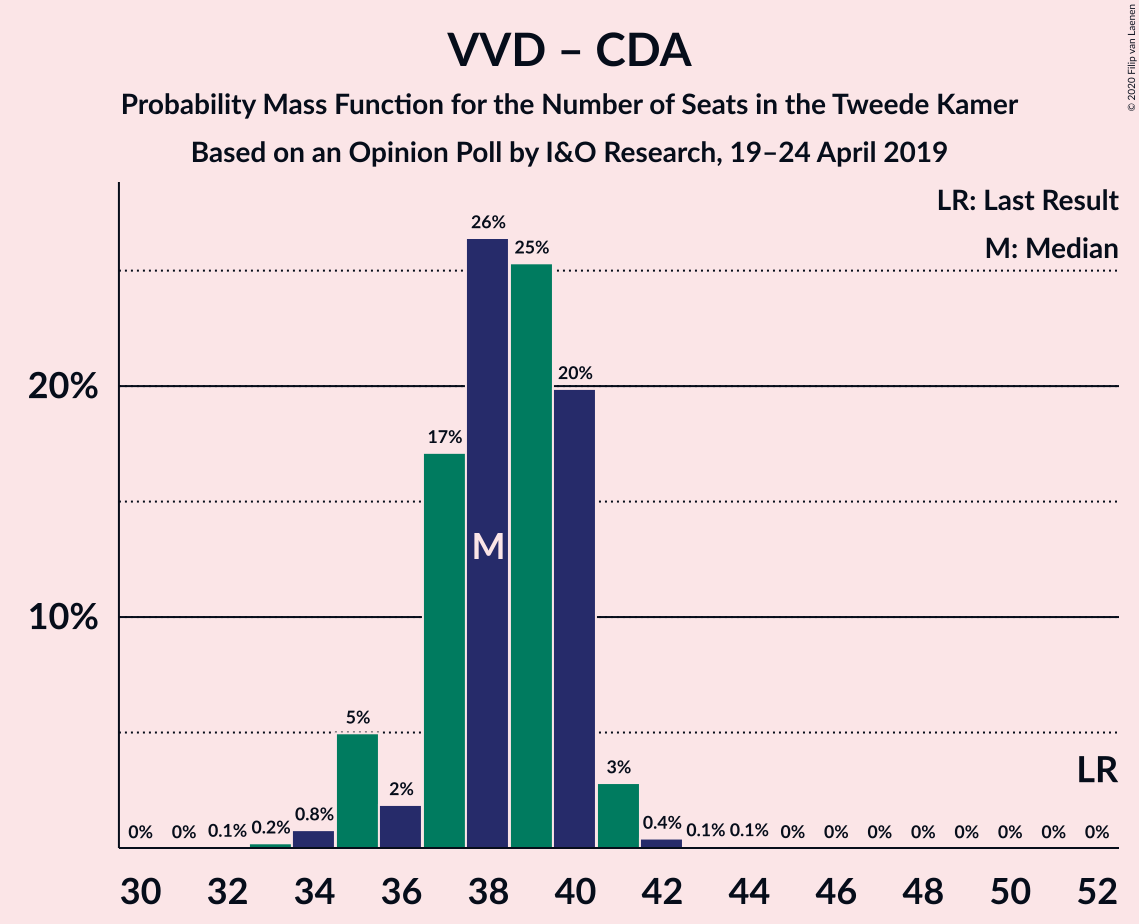 VVD – CDA
Probability Mass Function for the Number of Seats in the Tweede Kamer
Based on an Opinion Poll by I&O Research, 19–24 April 2019
© 2020 Filip van Laenen
LR: Last Result
M: Median
20%
10%
0% 0% 0.1% 0.2% 0.8% 5% 2% 17% 26% 25% 20% 3% 0.4% 0.1% 0.1% 0% 0% 0% 0% 0% 0% 0% 0%
M
LR
30 32 34 36 38 40 42 44 46 48 50 52